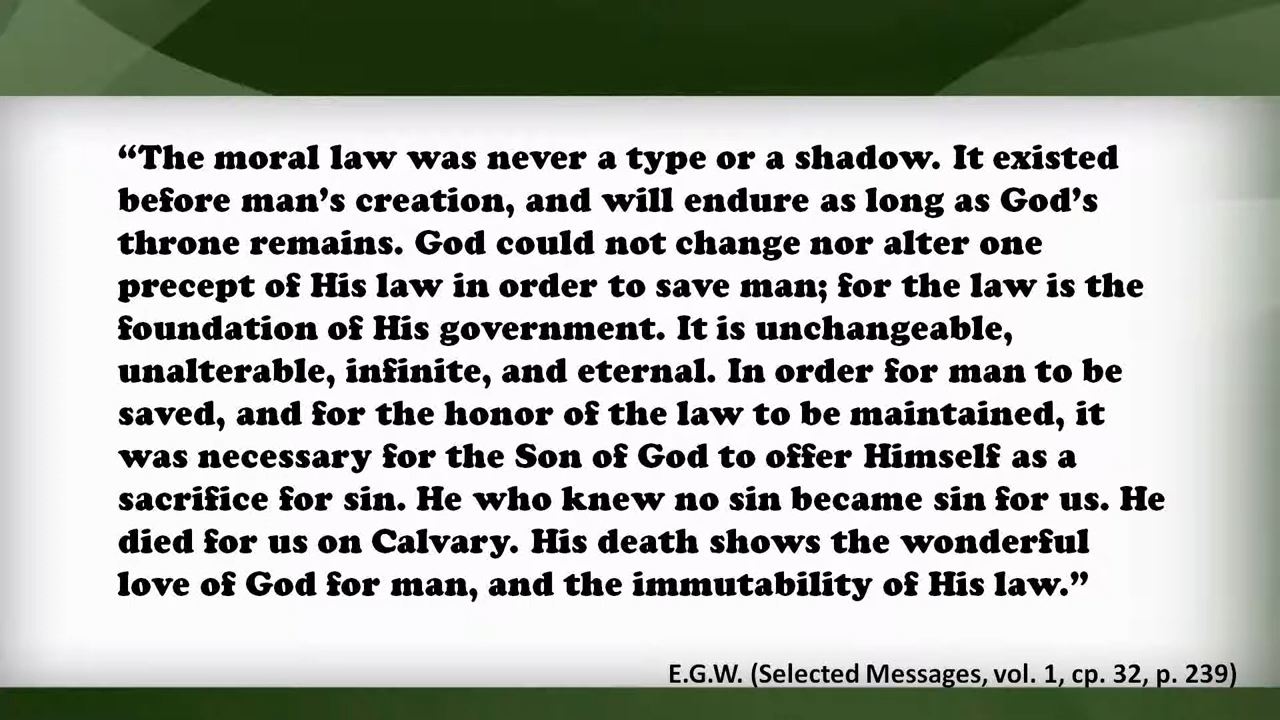 “The moral law was never a type or a shadow. It existed
before man’s creation, and will endure as long as God’s
throne remains. God could not change nor alter one
precept of His law in order to save man; for the law is the
foundation of His government. It is unchangeable,
unalterable, infinite, and eternal. In order for man to be
saved, and for the honor of the law to be maintained, it
was necessary for the Son of God to offer Himself as a
sacrifice for sin. He who knew no sin became sin for us. He
died for us on Calvary. His death shows the wonderful
love of God for man, and the immutability of His law.”
E.G.W. (Selected Messages, vol. 1, cp. 32, p. 239)